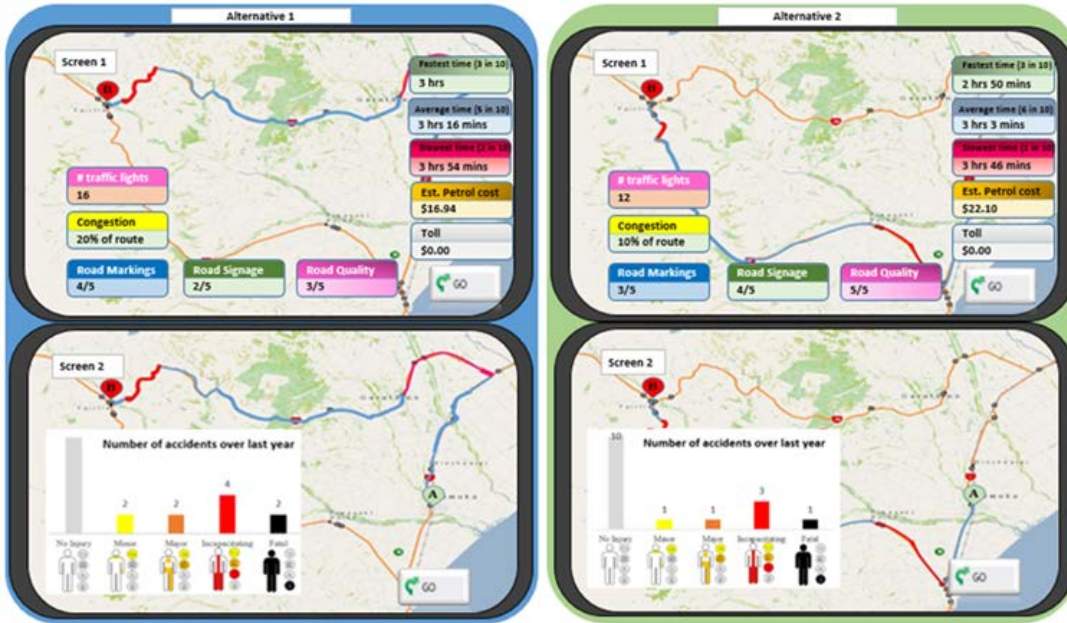 Alternative 1
Screen 1
B
Fastest time (3 in 10)
3 hrs
Average time (5 in 10)
3 hrs 16 mins
Slowest time (2 in 10)
3 hrs 54 mins
# traffic lights
16
Est. Petrol cost
$16.94
Congestion
20% of route
Toll
$0.00
Road Markings
4/5
Road Signage
2/5
Road Quality
3/5
GO
Screen 2
B
Number of accidents over last year
2
2
4
2
No Injury
Minor
Major
Incapacitating
Fatal
A
GO
Alternative 2
Screen 1
B
Fastest time (3 in 10)
2 hrs 50 mins
Average time (6 in 10)
3 hrs 3 mins
Slowest time (1 in 10)
3 hrs 46 mins
# traffic lights
12
Est. Petrol cost
$22.10
Congestion
10% of route
Toll
$0.00
Road Markings
3/5
Road Signage
4/5
Road Quality
5/5
GO
Screen 2
B
Number of accidents over last year
10
1
1
3
1
No Injury
Minor
Major
Incapacitating
Fatal
A
GO